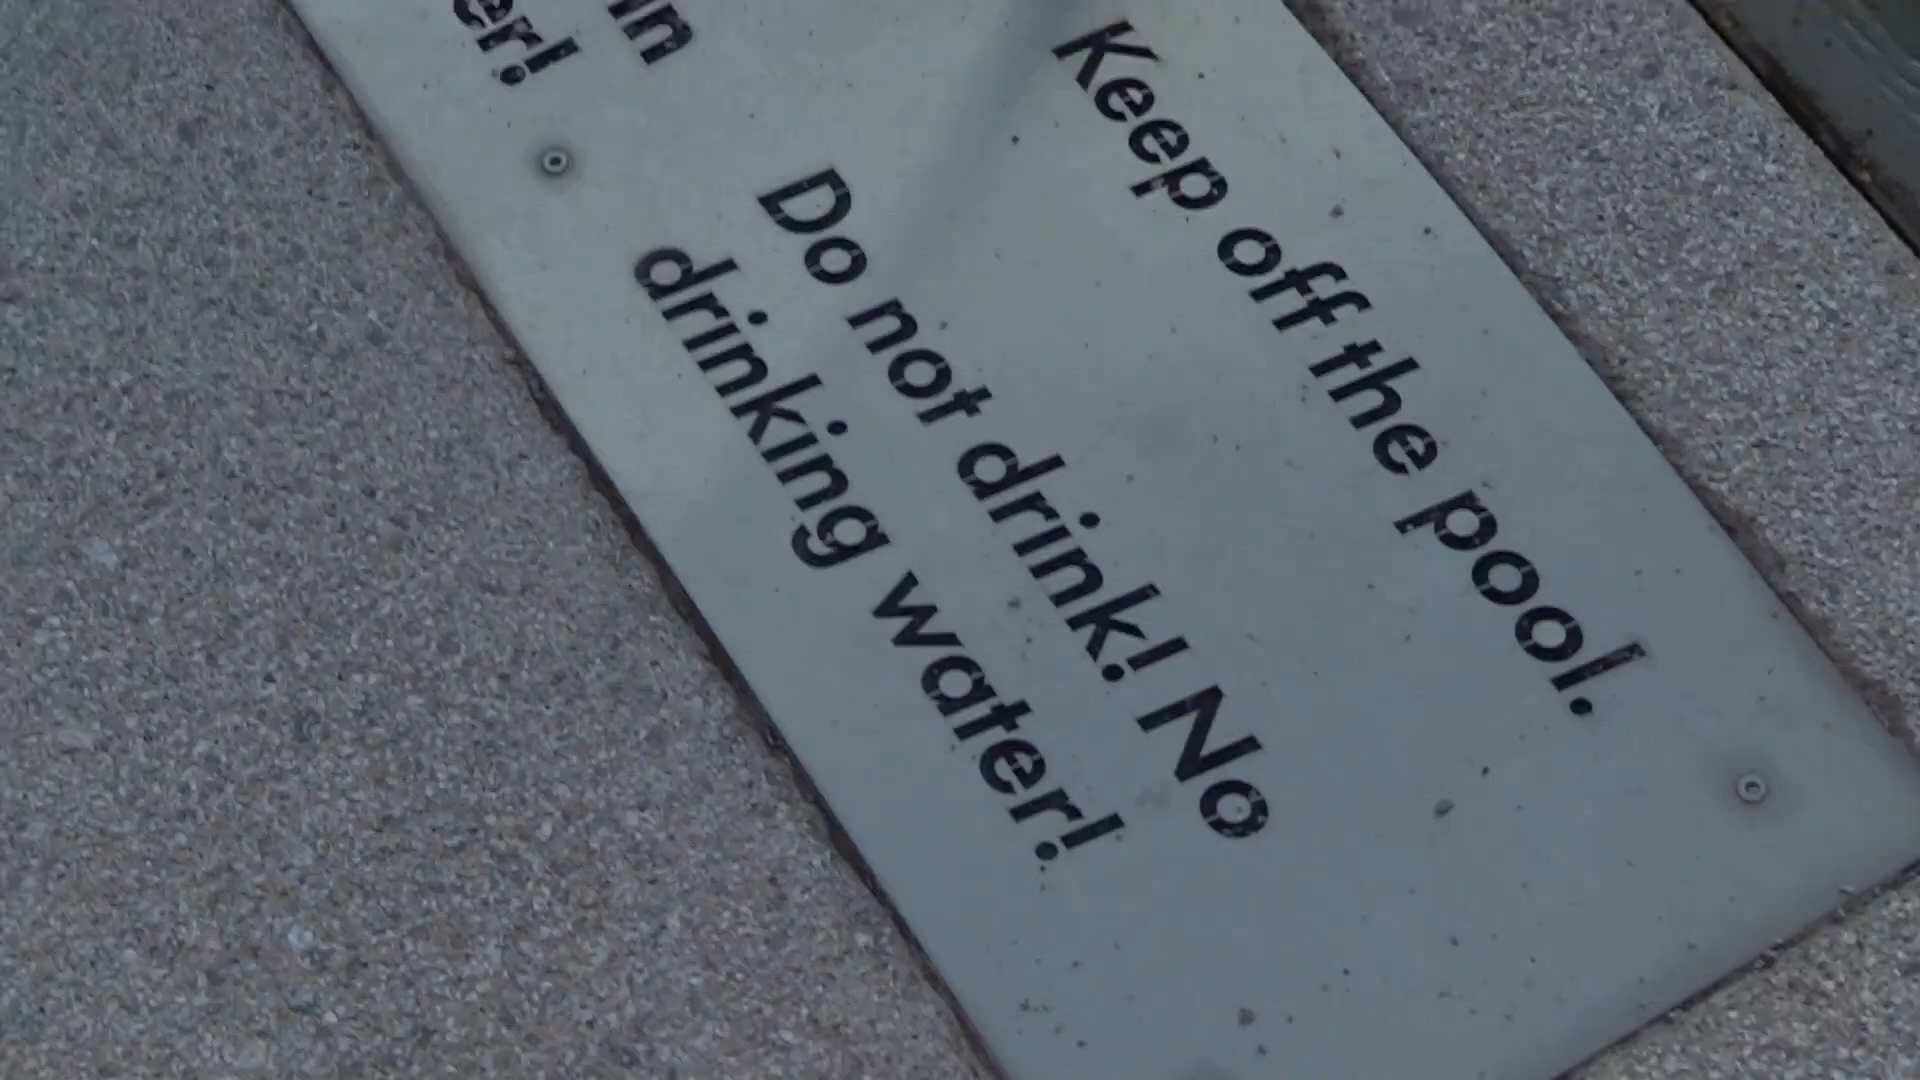 Keep off the pool.
Do not drink! No
drinking water!